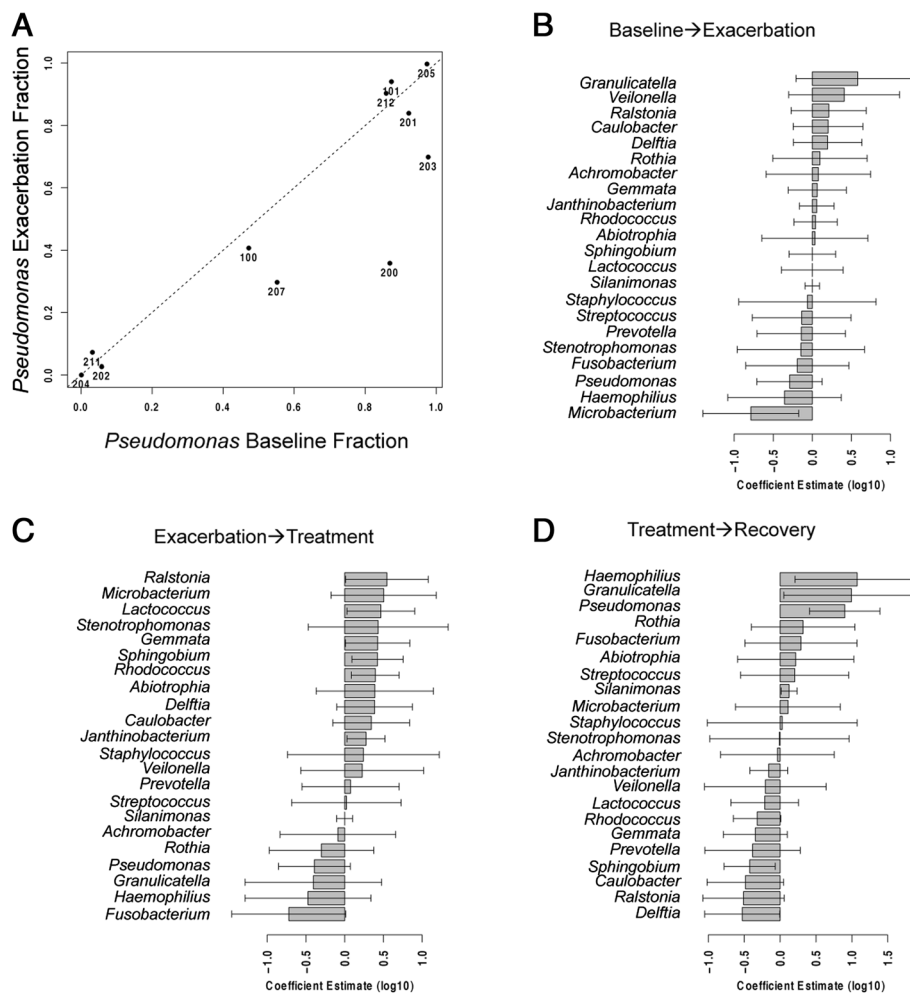 A
Pseudomonas Exacerbation Fraction
1.0
0.8
0.6
0.4
0.2
0.0
205
101
212
201
203
100
200
207
211
202
204
0.0 0.2 0.4 0.6 0.8 1.0
Pseudomonas Baseline Fraction
B
Baseline→Exacerbation
Granulicatella
Veilonella
Ralstonia
Caulobacter
Delftia
Rothia
Achromobacter
Gemmata
Janthinobacterium
Rhodococcus
Abiotrophia
Sphingobium
Lactococcus
Silanimonas
Staphylococcus
Streptococcus
Prevotella
Stenotrophomonas
Fusobacterium
Pseudomonas
Haemophilius
Microbacterium
-1.0 -0.5 0.0 0.5 1.0
Coefficient Estimate (log10)
C
Exacerbation→Treatment
Ralstonia
Microbacterium
Lactococcus
Stenotrophomonas
Gemmata
Sphingobium
Rhodococcus
Abiotrophia
Delftia
Caulobacter
Janthinobacterium
Staphylococcus
Veilonella
Prevotella
Streptococcus
Silanimonas
Achromobacter
Rothia
Pseudomonas
Granulicatella
Haemophilius
Fusobacterium
-1.0 -0.5 0.0 0.5 1.0
Coefficient Estimate (log10)
D
Treatment→Recovery
Haemophilius
Granulicatella
Pseudomonas
Rothia
Fusobacterium
Abiotrophia
Streptococcus
Silanimonas
Microbacterium
Staphylococcus
Stenotrophomonas
Achromobacter
Janthinobacterium
Veilonella
Lactococcus
Rhodococcus
Gemmata
Prevotella
Sphingobium
Caulobacter
Ralstonia
Delftia
-1.0 -0.5 0.0 0.5 1.0
Coefficient Estimate (log10)